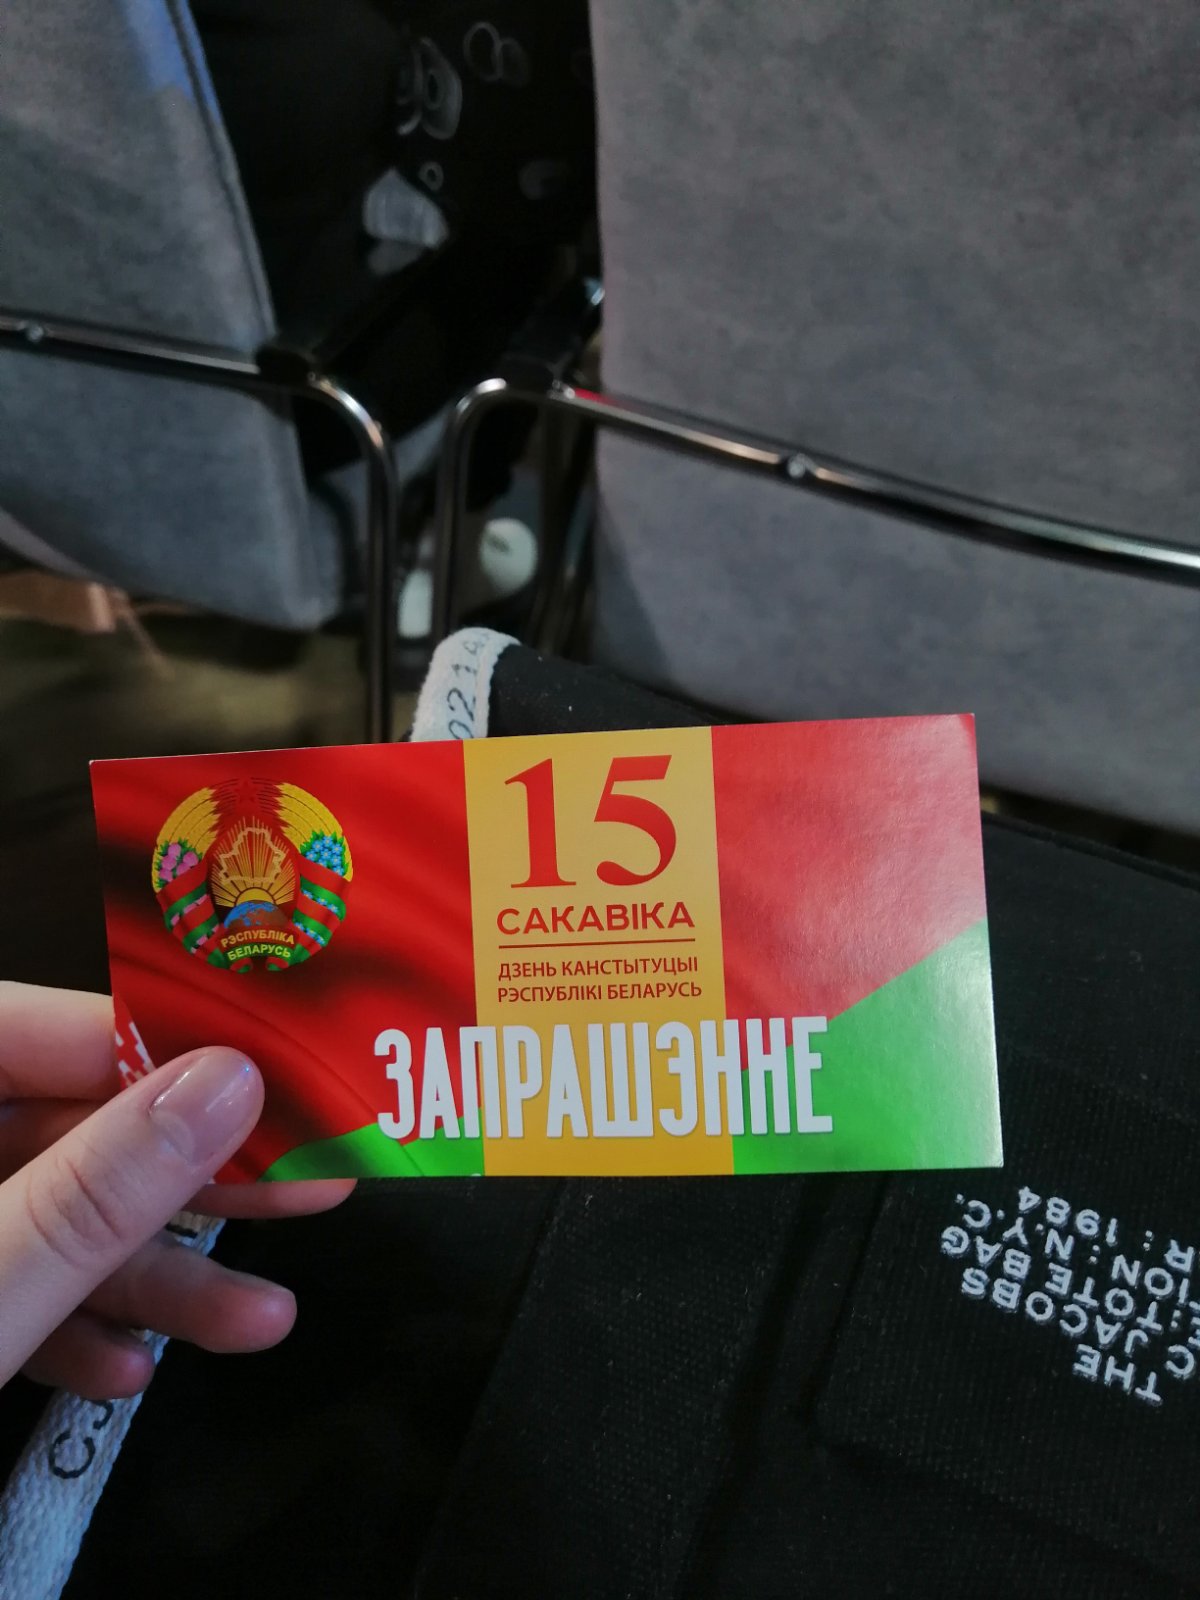 15
САКАВІКА
ДЗЕНЬ КАНСТЫТУЦЫІ
РЭСПУБЛІКІ БЕЛАРУСЬ
ЗАПРАШЭННЕ
РЭСПУБЛІКА
БЕЛАРУСЬ
THE
JACOBS
TOTE BAG
N.Y.C.
: 1984